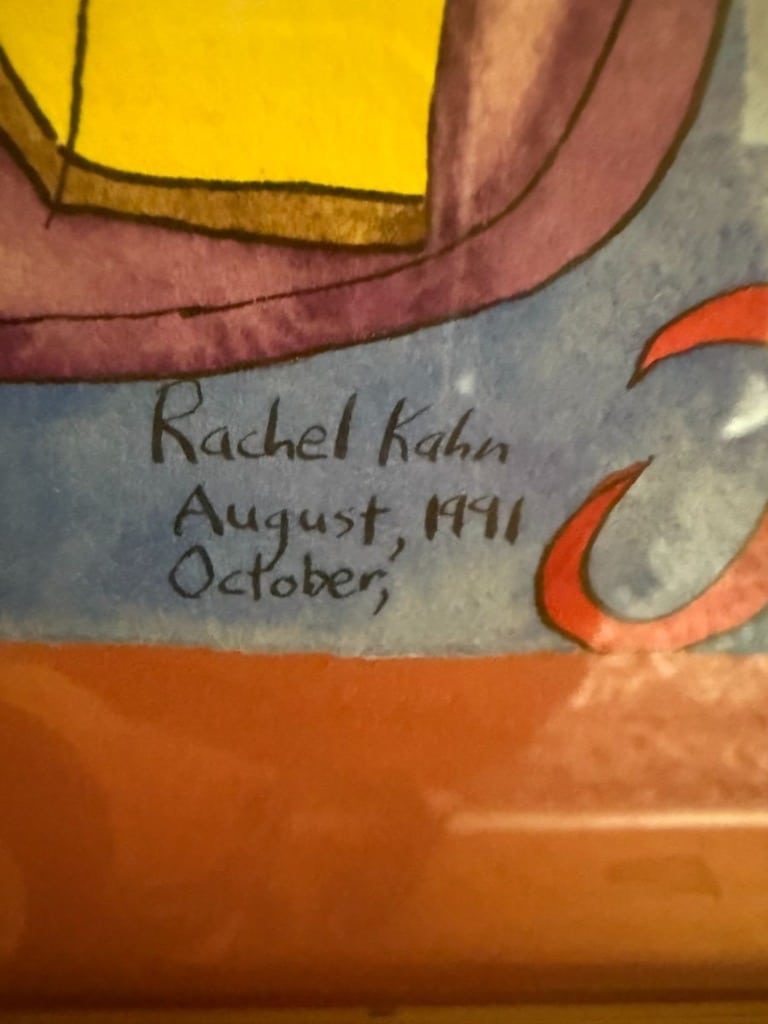 Rachel Kahn
August, 1991
October,